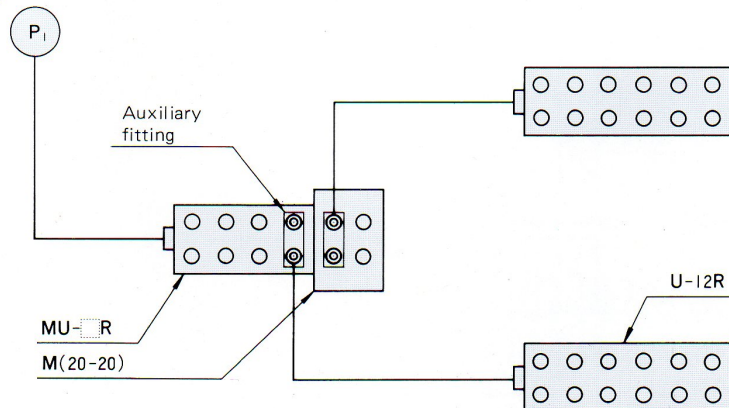 P1
Auxiliary
fitting
U-12R
MU-□R
M(20-20)